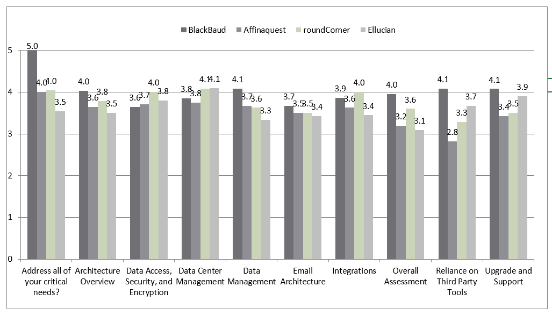 BlackBaud Affinaquest roundCorner Ellucian
5.0
4.0 4.0 3.5
4.0 3.6 3.8 3.5
3.6 3.7 4.0 3.8
3.8 3.8 4.1 4.1
4.1 3.7 3.6 3.3
3.7 3.5 3.5 3.4
3.9 3.6 4.0 3.4
4.0 3.2 3.6 3.1
4.1 2.8 3.3 3.7
4.1 3.4 3.5 3.9
5
4
3
2
1
0
Address all of
your critical
needs?
Architecture
Overview
Data Access,
Security, and
Encryption
Data Center
Management
Data
Management
Email
Architecture
Integrations
Overall
Assessment
Reliance on
Third Party
Tools
Upgrade and
Support